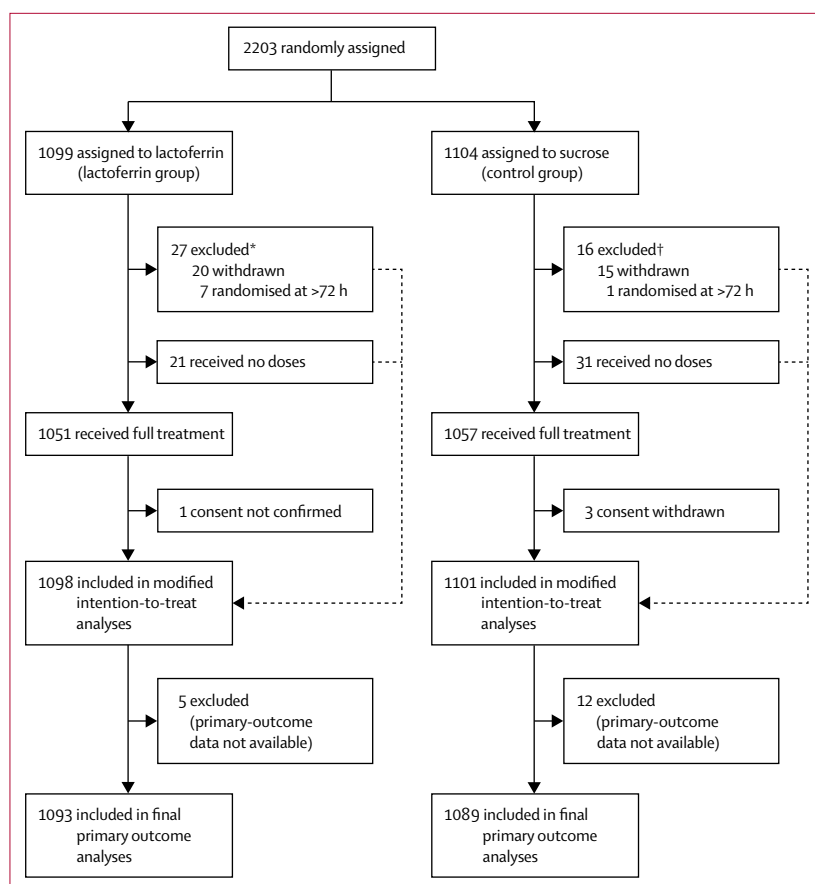 2203 randomly assigned
1099 assigned to lactoferrin
(lactoferrin group)
1104 assigned to sucrose
(control group)
27 excluded*
20 withdrawn
7 randomised at >72 h
16 excluded†
15 withdrawn
1 randomised at >72 h
21 received no doses
31 received no doses
1051 received full treatment
1057 received full treatment
1 consent not confirmed
3 consent withdrawn
1098 included in modified
intention-to-treat
analyses
1101 included in modified
intention-to-treat
analyses
5 excluded
(primary-outcome
data not available)
12 excluded
(primary-outcome
data not available)
1093 included in final
primary outcome
analyses
1089 included in final
primary outcome
analyses